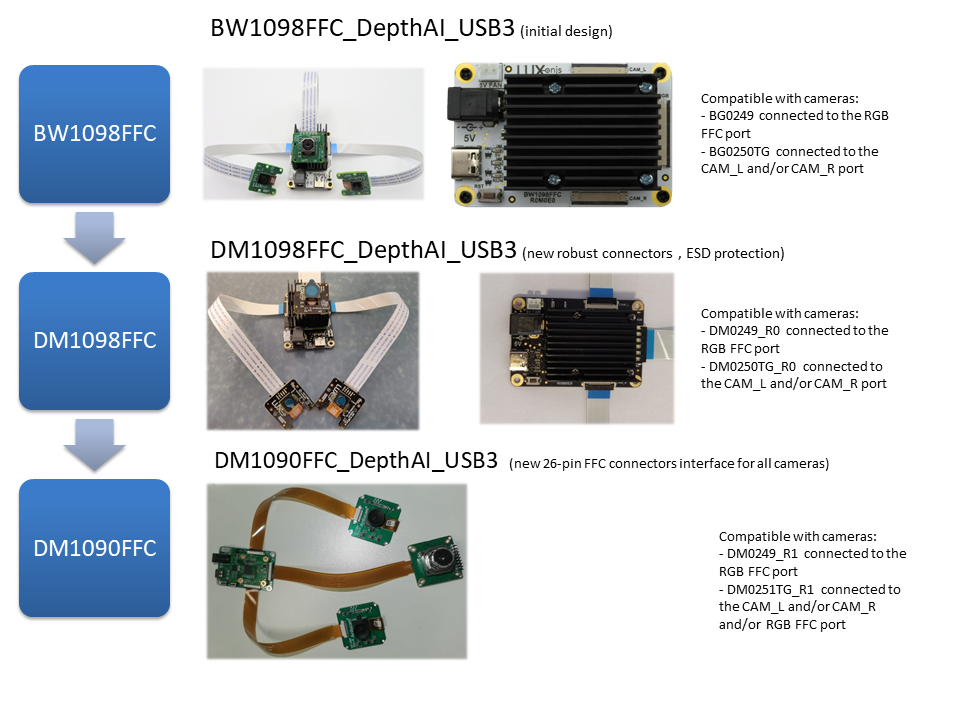 BW1098FFC_DepthAI_USB3 (initial design)
BW1098FFC
LUXonis
CAM_L
5V FAN
5V
RST
BW1098FFC
R0M0E0
CAM_R
Compatible with cameras:
- BG0249 connected to the RGB
FFC port
- BG0250TG connected to the
CAM_L and/or CAM_R port
DM1098FFC_DepthAI_USB3 (new robust connectors , ESD protection)
DM1098FFC
Compatible with cameras:
- DM0249_R0 connected to the
RGB FFC port
- DM0250TG_R0 connected to
the CAM_L and/or CAM_R port
DM1090FFC_DepthAI_USB3 (new 26-pin FFC connectors interface for all cameras)
DM1090FFC
Compatible with cameras:
- DM0249_R1 connected to the
RGB FFC port
- DM0251TG_R1 connected to
the CAM_L and/or CAM_R
and/or RGB FFC port